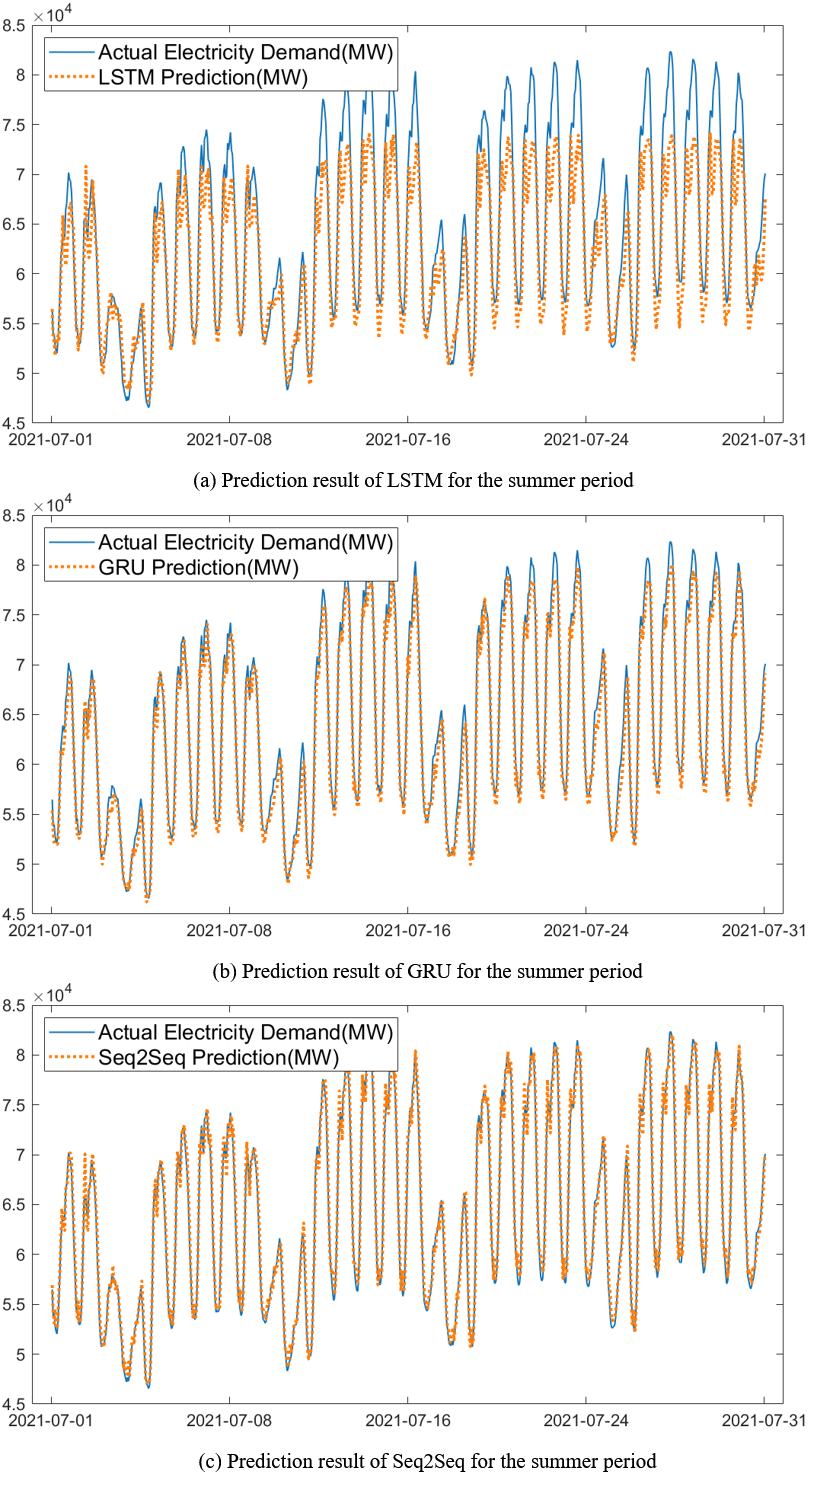 ×10⁴
8.5
Actual Electricity Demand(MW)
8
LSTM Prediction(MW)
7.5
7
6.5
6
5.5
5
4.5
2021-07-01 2021-07-08 2021-07-16 2021-07-24 2021-07-31
(a) Prediction result of LSTM for the summer period
×10⁴
8.5
Actual Electricity Demand(MW)
8
GRU Prediction(MW)
7.5
7
6.5
6
5.5
5
4.5
2021-07-01 2021-07-08 2021-07-16 2021-07-24 2021-07-31
(b) Prediction result of GRU for the summer period
×10⁴
8.5
Actual Electricity Demand(MW)
8
Seq2Seq Prediction(MW)
7.5
7
6.5
6
5.5
5
4.5
2021-07-01 2021-07-08 2021-07-16 2021-07-24 2021-07-31
(c) Prediction result of Seq2Seq for the summer period